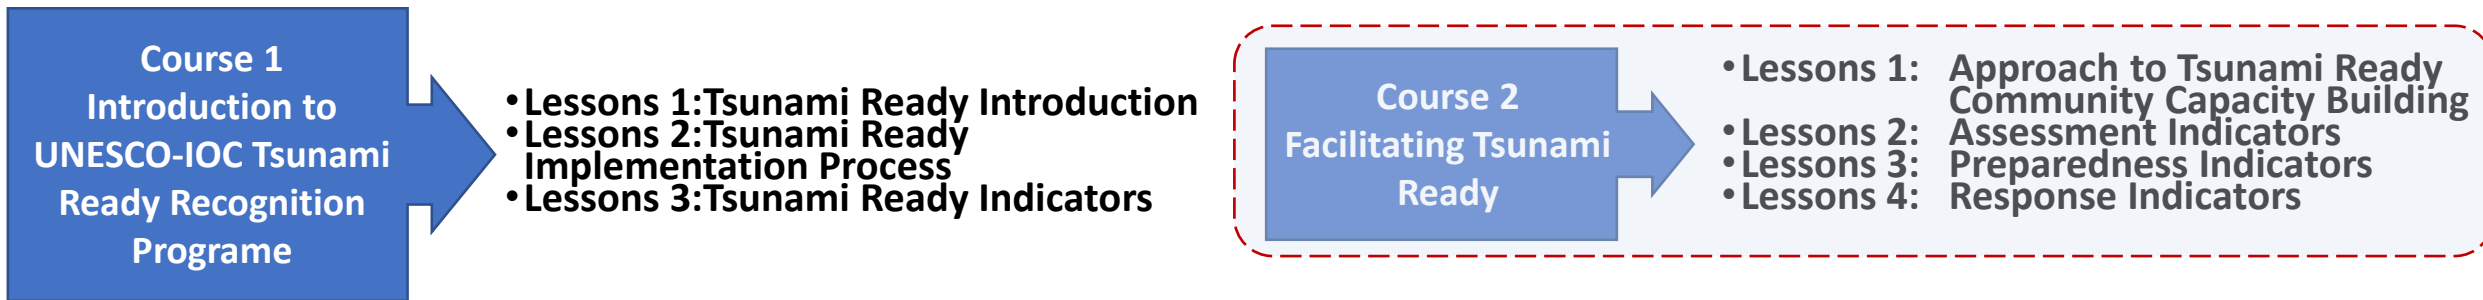 Course 1
Introduction to
UNESCO-IOC Tsunami
Ready Recognition
Programe
•Lessons 1:Tsunami Ready Introduction
•Lessons 2:Tsunami Ready
Implementation Process
•Lessons 3:Tsunami Ready Indicators
Course 2
Facilitating Tsunami
Ready
•Lessons 1: Approach to Tsunami Ready
Community Capacity Building
•Lessons 2: Assessment Indicators
•Lessons 3: Preparedness Indicators
•Lessons 4: Response Indicators